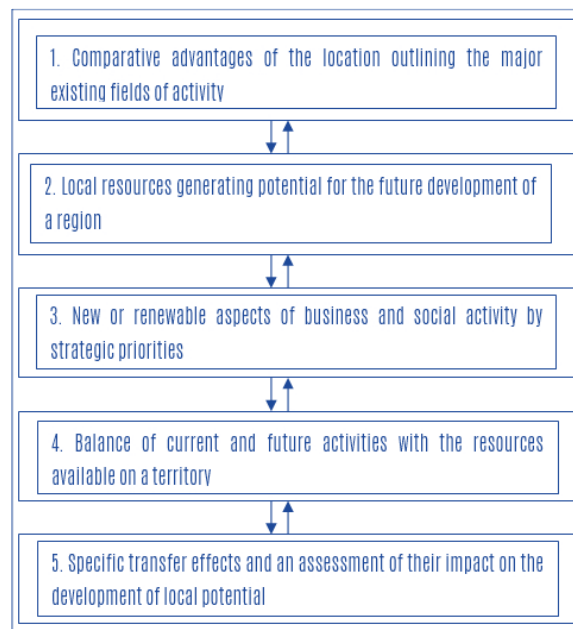 1. Comparative advantages of the location outlining the major
existing fields of activity
2. Local resources generating potential for the future development of
a region
3. New or renewable aspects of business and social activity by
strategic priorities
4. Balance of current and future activities with the resources
available on a territory
5. Specific transfer effects and an assessment of their impact on the
development of local potential